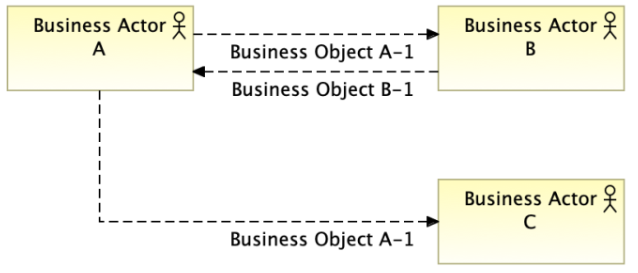 Business Actor
A
Business Object A-1
Business Object B-1
Business Actor
B
Business Actor
C
Business Object A-1